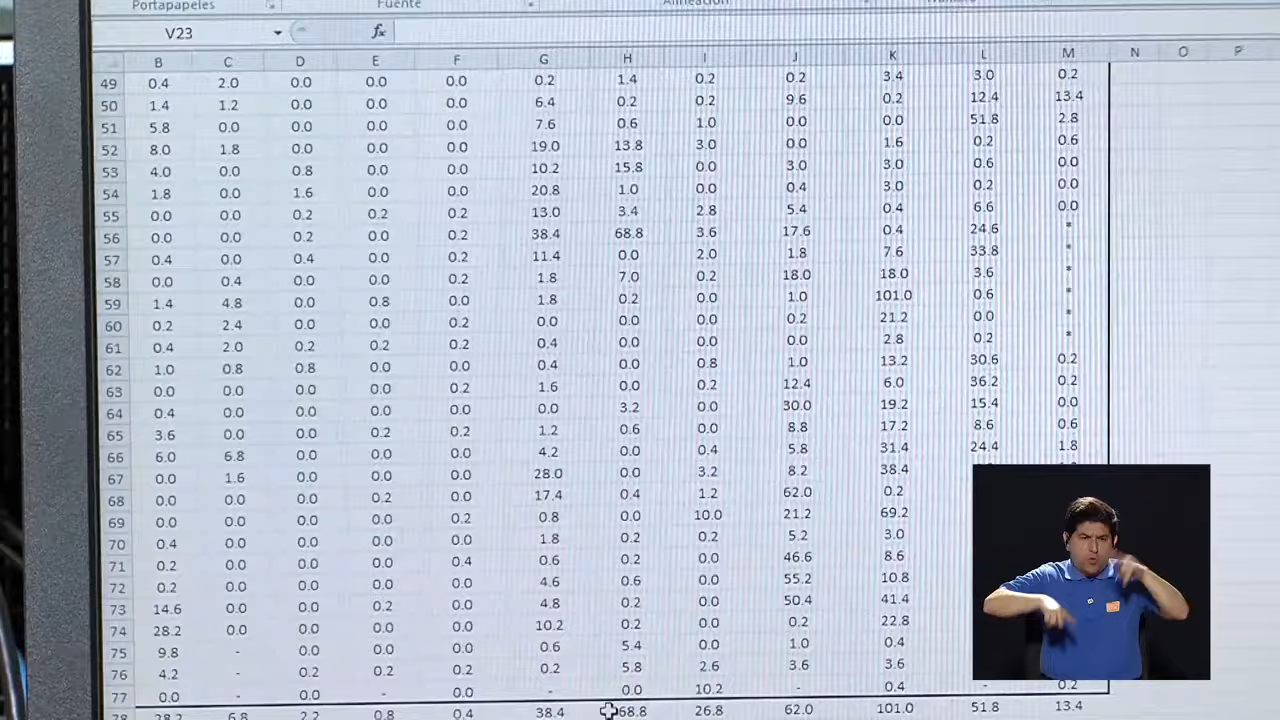 Portapapeles Fuente Alineación Número
V23 fx
B C D E F G H I J K L M N O P
49 0.4 2.0 0.0 0.0 0.0 0.2 1.4 0.2 0.2 3.4 3.0 0.2
50 1.4 1.2 0.0 0.0 0.0 6.4 0.2 0.2 9.6 0.2 12.4 13.4
51 5.8 0.0 0.0 0.0 0.0 7.6 0.6 1.0 0.0 0.0 51.8 2.8
52 8.0 1.8 0.0 0.0 0.0 19.0 13.8 3.0 0.0 1.6 0.2 0.6
53 4.0 0.0 0.8 0.0 0.0 10.2 15.8 0.0 3.0 3.0 0.6 0.0
54 1.8 0.0 1.6 0.0 0.0 20.8 1.0 0.0 0.4 3.0 0.2 0.0
55 0.0 0.0 0.2 0.2 0.2 13.0 3.4 2.8 5.4 0.4 6.6 0.0
56 0.0 0.0 0.2 0.0 0.2 38.4 68.8 3.6 17.6 0.4 24.6 *
57 0.4 0.0 0.4 0.0 0.2 11.4 0.0 2.0 1.8 7.6 33.8 *
58 0.0 0.4 0.0 0.0 0.2 1.8 7.0 0.2 18.0 18.0 3.6 *
59 1.4 4.8 0.0 0.8 0.0 1.8 0.2 0.0 1.0 101.0 0.6 *
60 0.2 2.4 0.0 0.0 0.2 0.0 0.0 0.0 0.2 21.2 0.0 *
61 0.4 2.0 0.2 0.2 0.2 0.4 0.0 0.0 0.0 2.8 0.2 *
62 1.0 0.8 0.8 0.0 0.0 0.4 0.0 0.8 1.0 13.2 30.6 0.2
63 0.0 0.0 0.0 0.0 0.2 1.6 0.0 0.2 12.4 6.0 36.2 0.2
64 0.4 0.0 0.0 0.0 0.0 0.0 3.2 0.0 30.0 19.2 15.4 0.0
65 3.6 0.0 0.0 0.2 0.2 1.2 0.6 0.0 8.8 17.2 8.6 0.6
66 6.0 6.8 0.0 0.0 0.0 4.2 0.0 0.4 5.8 31.4 24.4 1.8
67 0.0 1.6 0.0 0.0 0.0 28.0 0.0 3.2 8.2 38.4
68 0.0 0.0 0.0 0.2 0.0 17.4 0.4 1.2 62.0 0.2
69 0.0 0.0 0.0 0.0 0.2 0.8 0.0 10.0 21.2 69.2
70 0.4 0.0 0.0 0.0 0.0 1.8 0.2 0.2 5.2 3.0
71 0.2 0.0 0.0 0.0 0.4 0.6 0.2 0.0 46.6 8.6
72 0.2 0.0 0.0 0.0 0.0 4.6 0.6 0.0 55.2 10.8
73 14.6 0.0 0.0 0.2 0.0 4.8 0.2 0.0 50.4 41.4
74 28.2 0.0 0.0 0.0 0.0 10.2 0.2 0.0 0.2 22.8
75 9.8 - 0.0 0.0 0.0 0.6 5.4 0.0 1.0 0.4
76 4.2 - 0.2 0.2 0.2 0.2 5.8 2.6 3.6 3.6
77 0.0 - 0.0 - 0.0 - 0.0 10.2 - 0.4 - 0.2
78 28.2 6.8 2.2 0.8 0.4 38.4 68.8 26.8 62.0 101.0 51.8 13.4